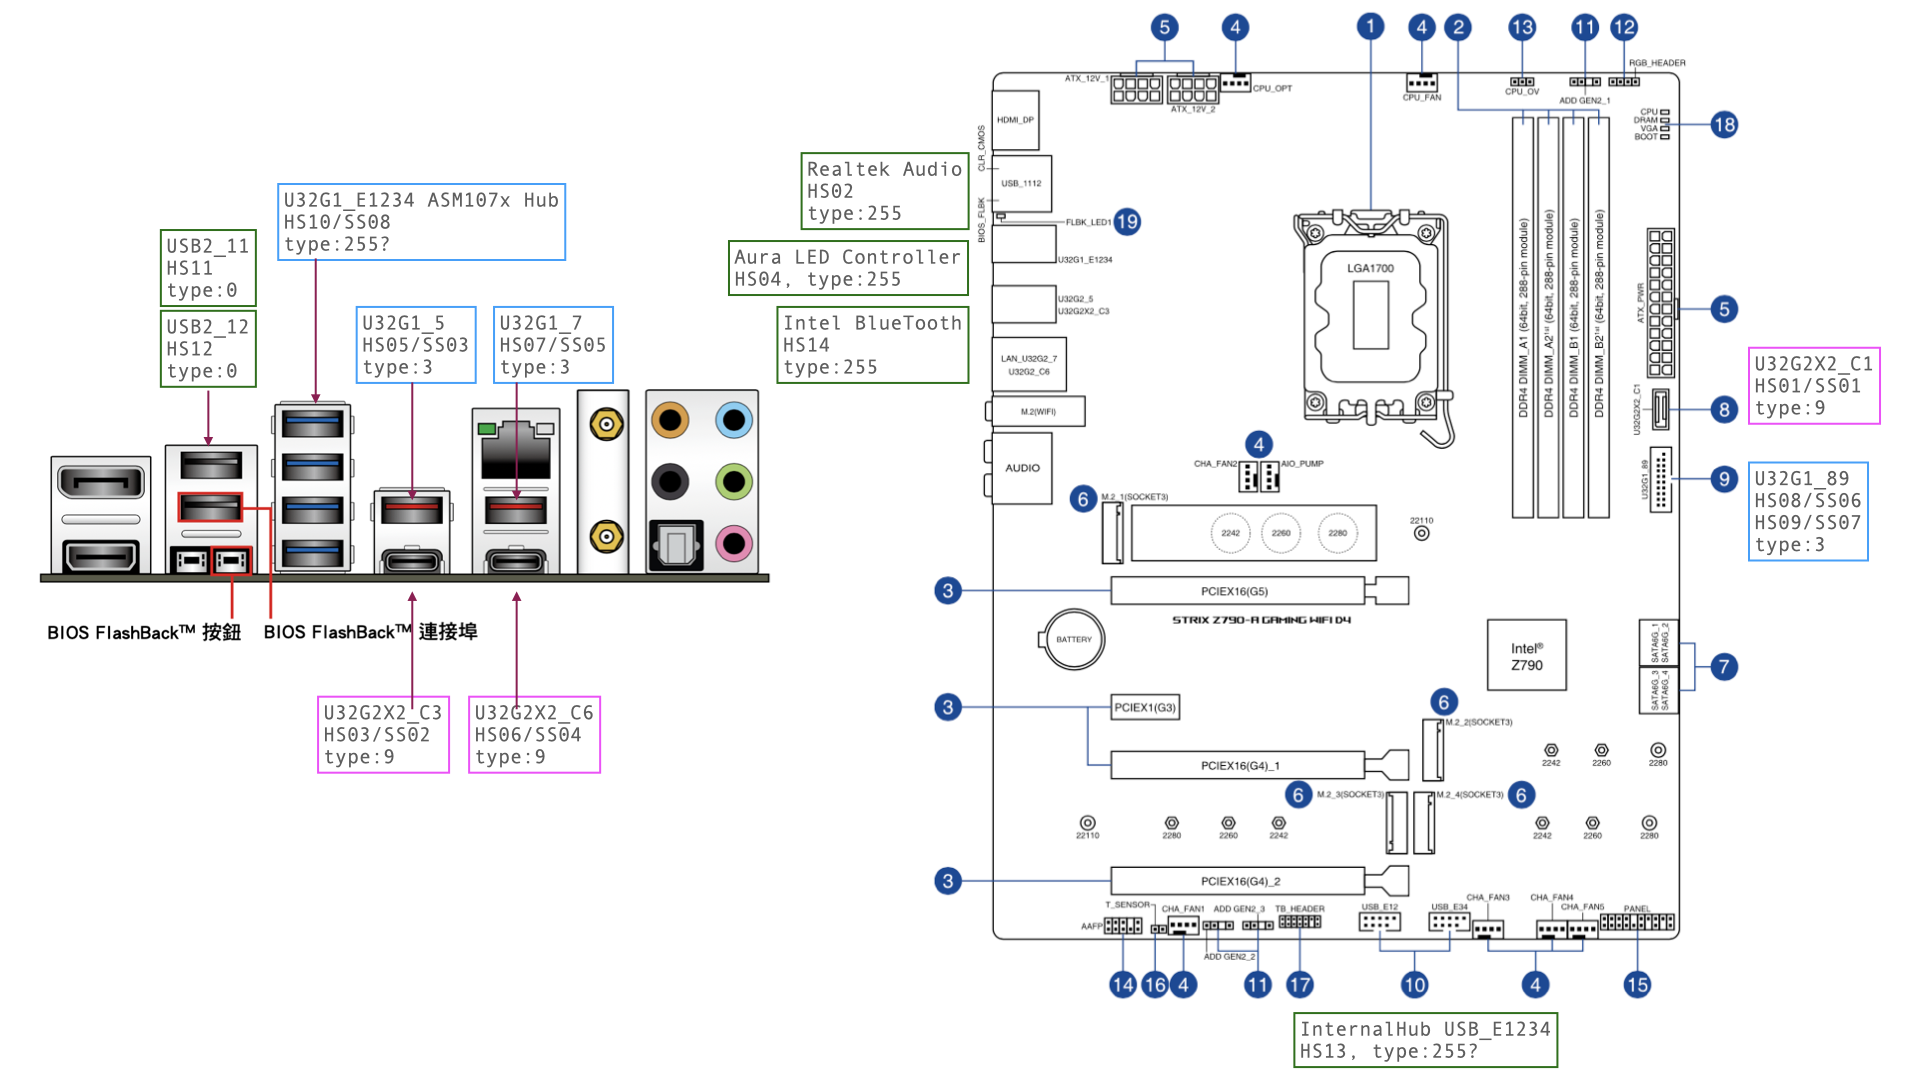 U32G1_E1234 ASM107x Hub
HS10/SS08
type:255?
USB2_11
HS11
type:0
USB2_12
HS12
type:0
U32G1_5
HS05/SS03
type:3
U32G1_7
HS07/SS05
type:3
BIOS FlashBack™ 按鈕
BIOS FlashBack™ 連接埠
U32G2X2_C3
HS03/SS02
type:9
U32G2X2_C6
HS06/SS04
type:9
Realtek Audio
HS02
type:255
Aura LED Controller
HS04, type:255
Intel BlueTooth
HS14
type:255
5
4
1
4
2
13
11
12
ATX_12V_1
ATX_12V_2
CPU_OPT
CPU_FAN
CPU_OV
ADD GEN2_1
RGB_HEADER
CPU
DRAM
VGA
BOOT
18
HDMI_DP
CLR_CMOS
USB_1112
BIOS_FLBK
FLBK_LED1
19
U32G1_E1234
U32G2_5
U32G2X2_C3
LAN_U32G2_7
U32G2_C6
M.2(WIFI)
AUDIO
LGA1700
DDR4 DIMM_A1 (64bit, 288-pin module)
DDR4 DIMM_A2¹ˢᵗ (64bit, 288-pin module)
DDR4 DIMM_B1 (64bit, 288-pin module)
DDR4 DIMM_B2¹ˢᵗ (64bit, 288-pin module)
ATX_PWR
5
U32G2X2_C1
8
U32G1_89
9
U32G2X2_C1
HS01/SS01
type:9
U32G1_89
HS08/SS06
HS09/SS07
type:3
4
CHA_FAN2
AIO_PUMP
6
M.2_1(SOCKET3)
2242
2260
2280
22110
3
PCIEX16(G5)
STRIX Z790-A GAMING WIFI D4
BATTERY
Intel®
Z790
SATA6G_1
SATA6G_2
SATA6G_3
SATA6G_4
7
3
PCIEX1(G3)
6
M.2_2(SOCKET3)
PCIEX16(G4)_1
2242
2260
2280
6
M.2_3(SOCKET3)
M.2_4(SOCKET3)
6
22110
2280
2260
2242
2242
2260
2280
3
PCIEX16(G4)_2
T_SENSOR
AAFP
CHA_FAN1
ADD GEN2_3
ADD GEN2_2
TB_HEADER
USB_E12
USB_E34
CHA_FAN3
CHA_FAN4
CHA_FAN5
PANEL
14
16
4
11
17
10
4
15
InternalHub USB_E1234
HS13, type:255?